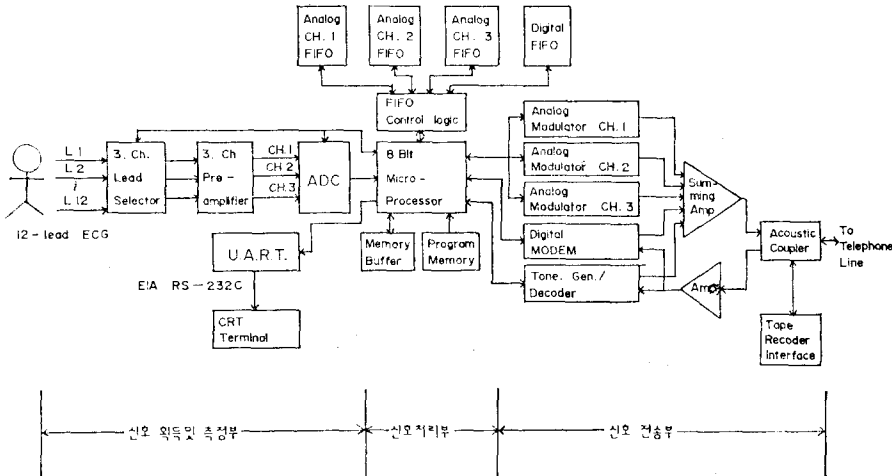 Analog
CH. 1
FIFO
Analog
CH. 2
FIFO
Analog
CH. 3
FIFO
Digital
FIFO
FIFO
Control logic
L 1
L 2
L 12
12-lead ECG
3. Ch.
Lead
Selector
3. Ch
Pre-
amplifier
CH.1
CH 2
CH.3
ADC
8 BIt
Micro-
Processor
Analog
Modulator CH. 1
Analog
Modulator CH. 2
Analog
Modulator CH. 3
Digital
MODEM
Tone. Gen./
Decoder
Sum-
ming
Amp
Amp
Acoustic
Coupler
To
Telephone
Line
Tape
Recoder
Interface
U.A.R.T.
Memory
Buffer
Program
Memory
EIA RS-232C
CRT
Terminal
신호 획득및 측정부
신호처리부
신호 전송부